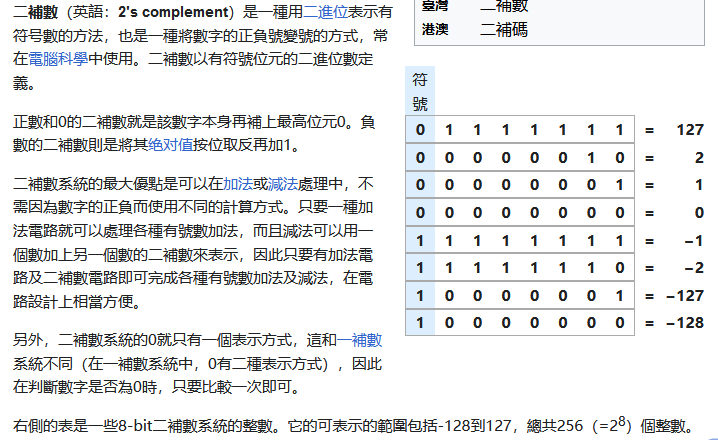 二補數（英語：2's complement）是一種用二進位表示有
符号數的方法，也是一種將數字的正負號變號的方式，常
在電腦科學中使用。二補數以有符號位元的二進位數定
義。
正數和0的二補數就是該數字本身再補上最高位元0。負
數的二補數則是將其绝对值按位取反再加1。
二補數系統的最大優點是可以在加法或減法處理中，不
需因為數字的正負而使用不同的計算方式。只要一種加
法電路就可以處理各種有號數加法，而且減法可以用一
個數加上另一個數的二補數來表示，因此只要有加法電
路及二補數電路即可完成各種有號數加法及減法，在電
路設計上相當方便。
另外，二補數系統的0就只有一個表示方式，這和一補數
系統不同（在一補數系統中，0有二種表示方式），因此
在判斷數字是否為0時，只要比較一次即可。
右側的表是一些8-bit二補數系統的整數。它的可表示的範圍包括-128到127，總共256（=2⁸）個整數。
臺灣 二補數
港澳 二補碼
符
號
0 1 1 1 1 1 1 1 = 127
0 0 0 0 0 0 1 0 = 2
0 0 0 0 0 0 0 1 = 1
0 0 0 0 0 0 0 0 = 0
1 1 1 1 1 1 1 1 = −1
1 1 1 1 1 1 1 0 = −2
1 0 0 0 0 0 0 1 = −127
1 0 0 0 0 0 0 0 = −128